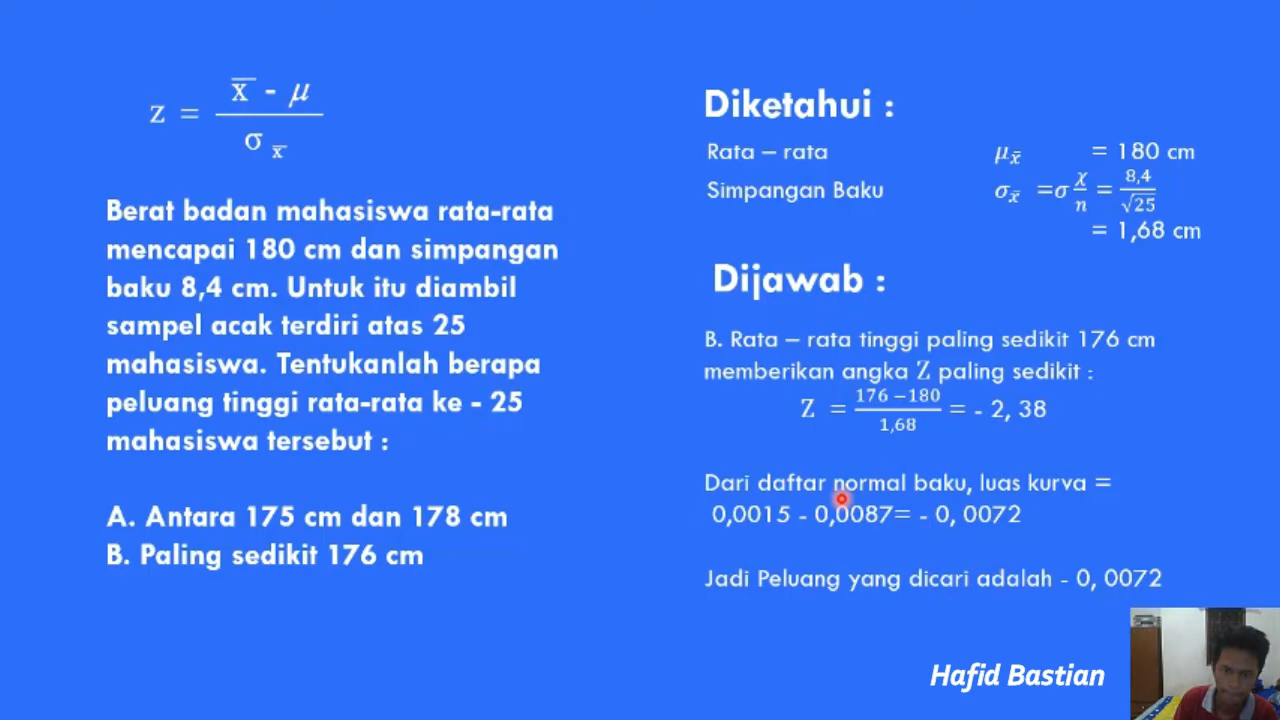 z = x̅ - μ / σ x̅
Berat badan mahasiswa rata-rata
mencapai 180 cm dan simpangan
baku 8,4 cm. Untuk itu diambil
sampel acak terdiri atas 25
mahasiswa. Tentukanlah berapa
peluang tinggi rata-rata ke - 25
mahasiswa tersebut :
A. Antara 175 cm dan 178 cm
B. Paling sedikit 176 cm
Diketahui :
Rata – rata μx̄ = 180 cm
Simpangan Baku σx̄ =σ χ/n = 8,4/√25
= 1,68 cm
Dijawab :
B. Rata – rata tinggi paling sedikit 176 cm
memberikan angka Z paling sedikit :
Z = 176 –180 / 1,68 = - 2, 38
Dari daftar normal baku, luas kurva =
0,0015 - 0,0087= - 0, 0072
Jadi Peluang yang dicari adalah - 0, 0072
Hafid Bastian